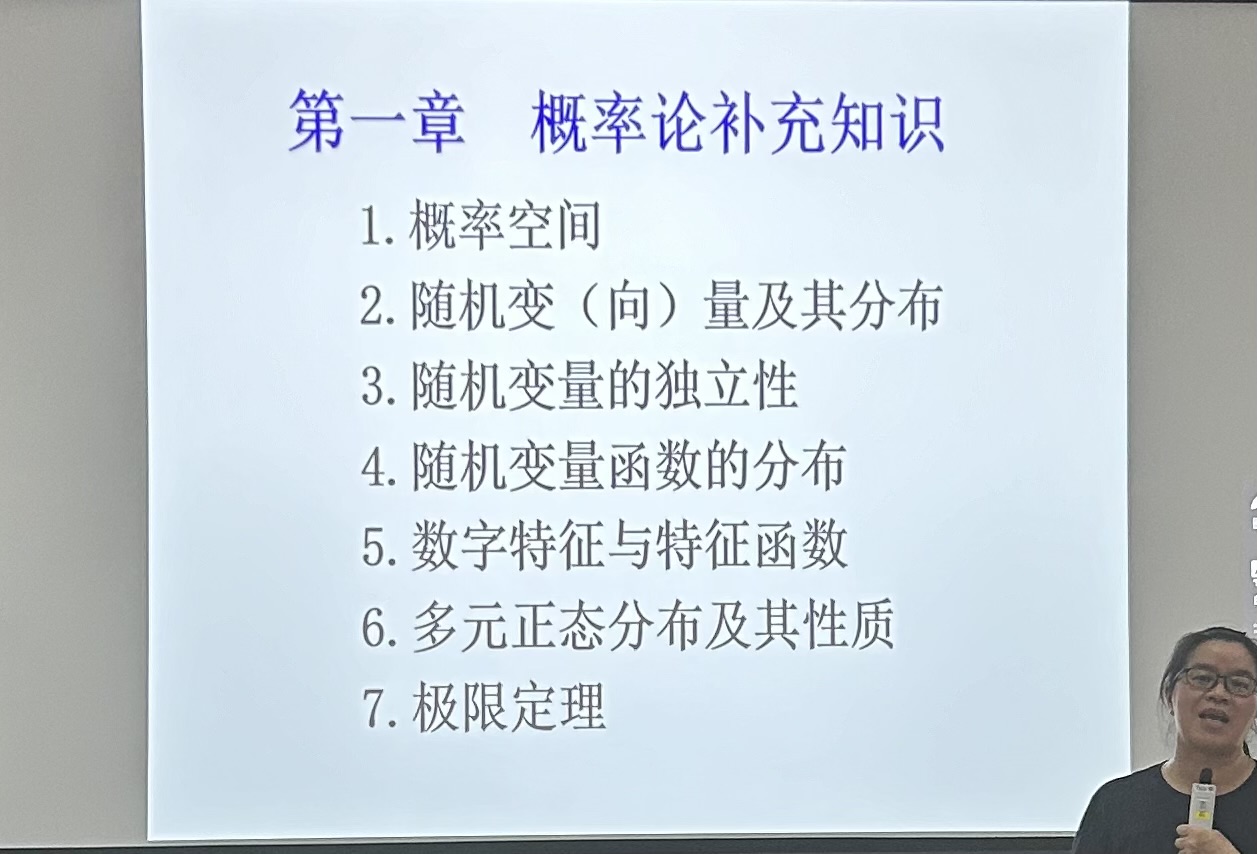 第一章 概率论补充知识
1. 概率空间
2. 随机变（向）量及其分布
3. 随机变量的独立性
4. 随机变量函数的分布
5. 数字特征与特征函数
6. 多元正态分布及其性质
7. 极限定理